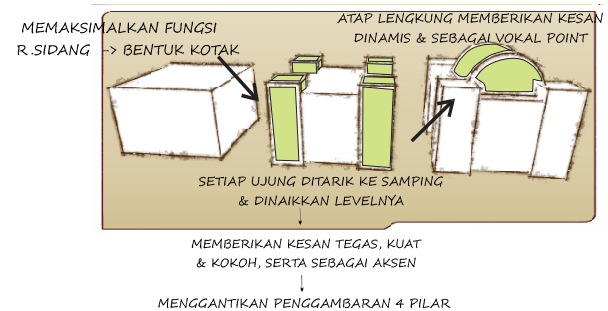 MEMAKSIMALKAN FUNGSI
R.SIDANG --> BENTUK KOTAK
ATAP LENGKUNG MEMBERIKAN KESAN
DINAMIS & SEBAGAI VOKAL POINT
SETIAP UJUNG DITARIK KE SAMPING
& DINAIKKAN LEVELNYA
MEMBERIKAN KESAN TEGAS, KUAT
& KOKOH, SERTA SEBAGAI AKSEN
MENGGANTIKAN PENGGAMBARAN 4 PILAR